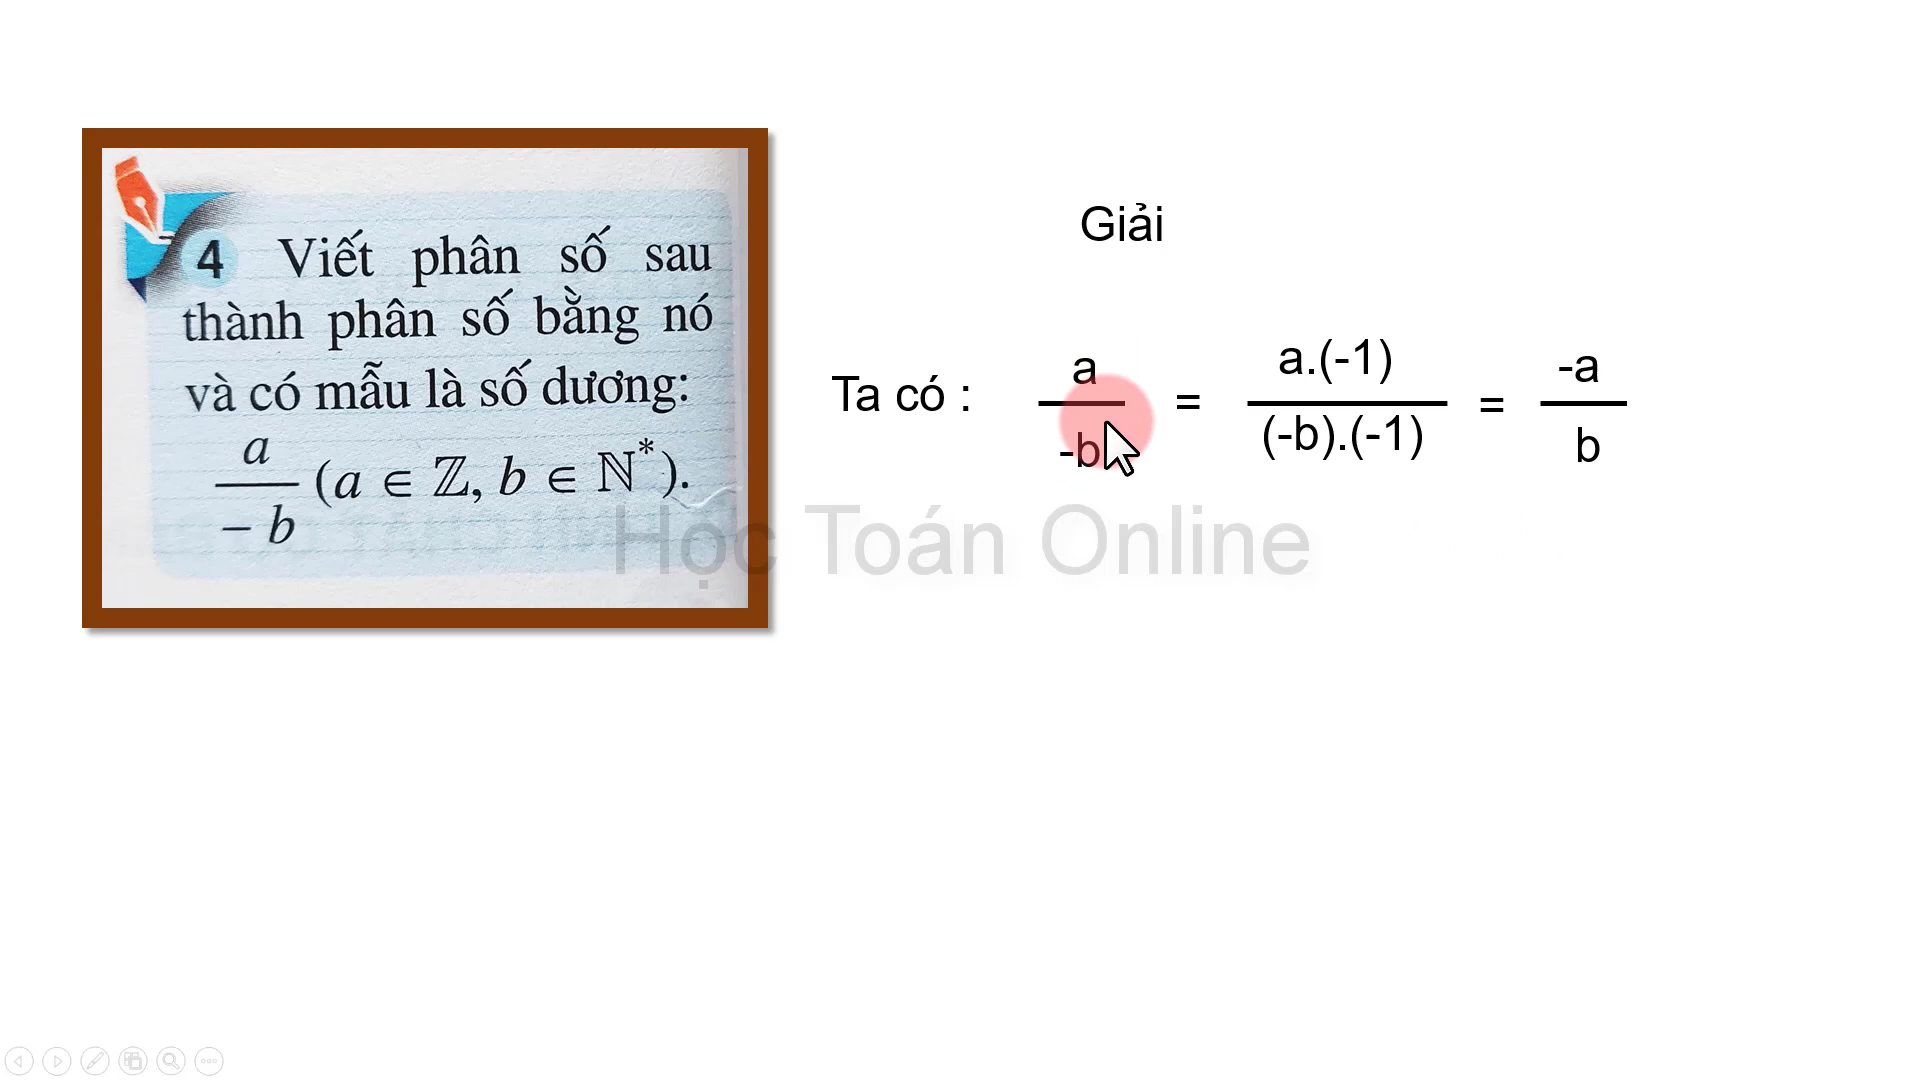 4 Viết phân số sau
thành phân số bằng nó
và có mẫu là số dương:
a
— (a ∈ ℤ, b ∈ ℕ*).
– b
Giải
Ta có : a/-b = a.(-1)/(-b).(-1) = -a/b
Học Toán Online